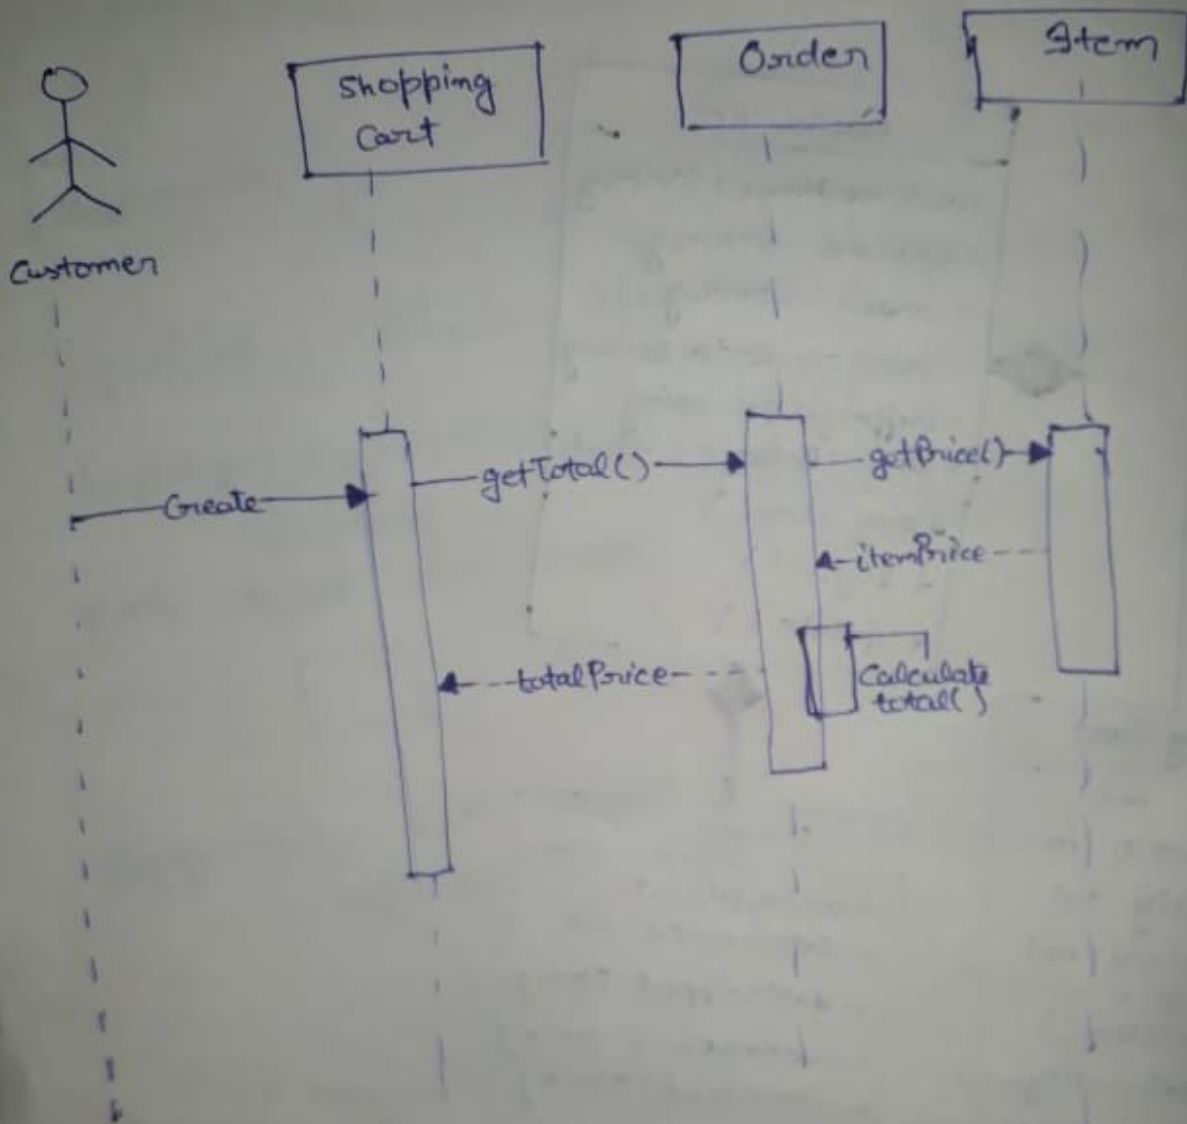 Shopping
Cart
Order
Item
Customer
Create
getTotal()
getPrice()
itemPrice
totalPrice
Calculate
total()